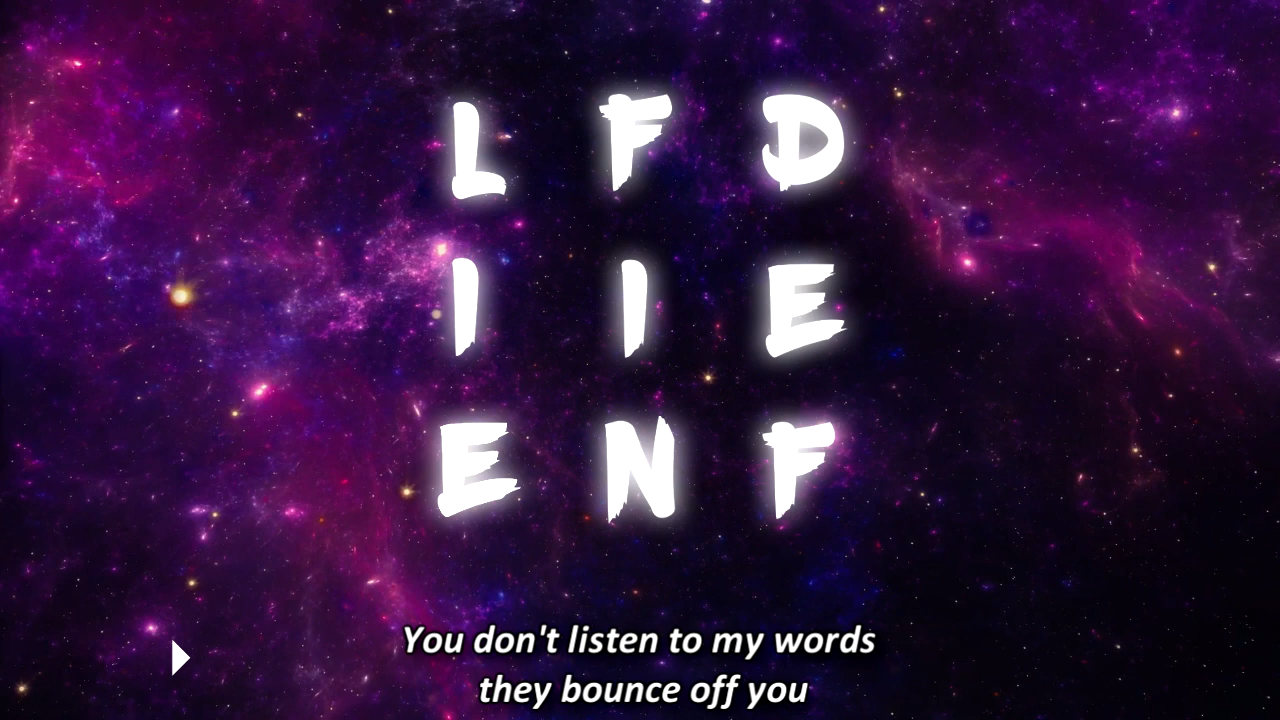 L F D
I I E
E N F
You don't listen to my words
they bounce off you